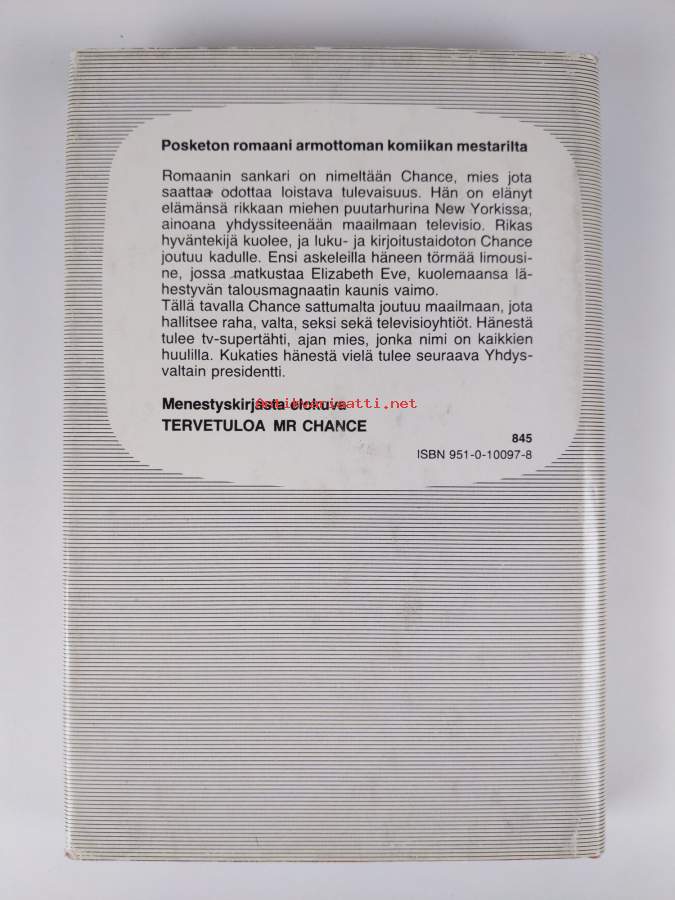 Posketon romaani armottoman komiikan mestarilta
Romaanin sankari on nimeltään Chance, mies jota
saattaa odottaa loistava tulevaisuus. Hän on elänyt
elämänsä rikkaan miehen puutarhurina New Yorkissa,
ainoana yhdyssiteenään maailmaan televisio. Rikas
hyväntekijä kuolee, ja luku- ja kirjoitustaidoton Chance
joutuu kadulle. Ensi askeleilla häneen törmää limousi-
ne, jossa matkustaa Elizabeth Eve, kuolemaansa lä-
hestyvän talousmagnaatin kaunis vaimo.
Tällä tavalla Chance sattumalta joutuu maailmaan, jota
hallitsee raha, valta, seksi sekä televisioyhtiöt. Hänestä
tulee tv-supertähti, ajan mies, jonka nimi on kaikkien
huulilla. Kukaties hänestä vielä tulee seuraava Yhdys-
valtain presidentti.
Menestyskirjasta elokuva
antikvariaatti.net
TERVETULOA MR CHANCE
845
ISBN 951-0-10097-8